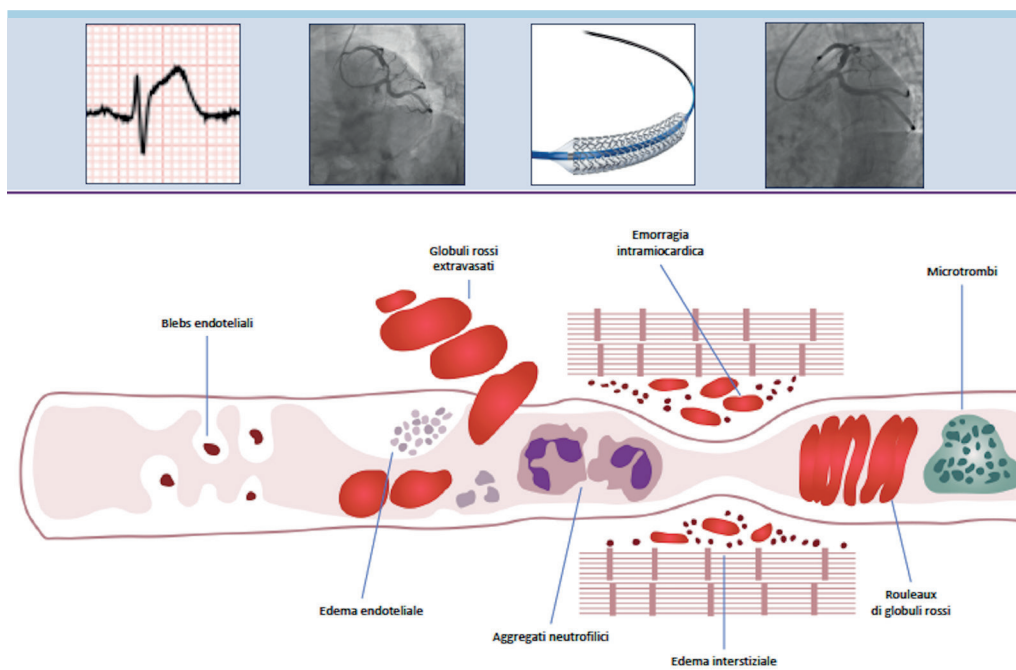 Emorragia
intramiocardica
Globuli rossi
extravasati
Microtrombi
Blebs endoteliali
Edema endoteliale
Aggregati neutrofilici
Rouleaux
di globuli rossi
Edema interstiziale